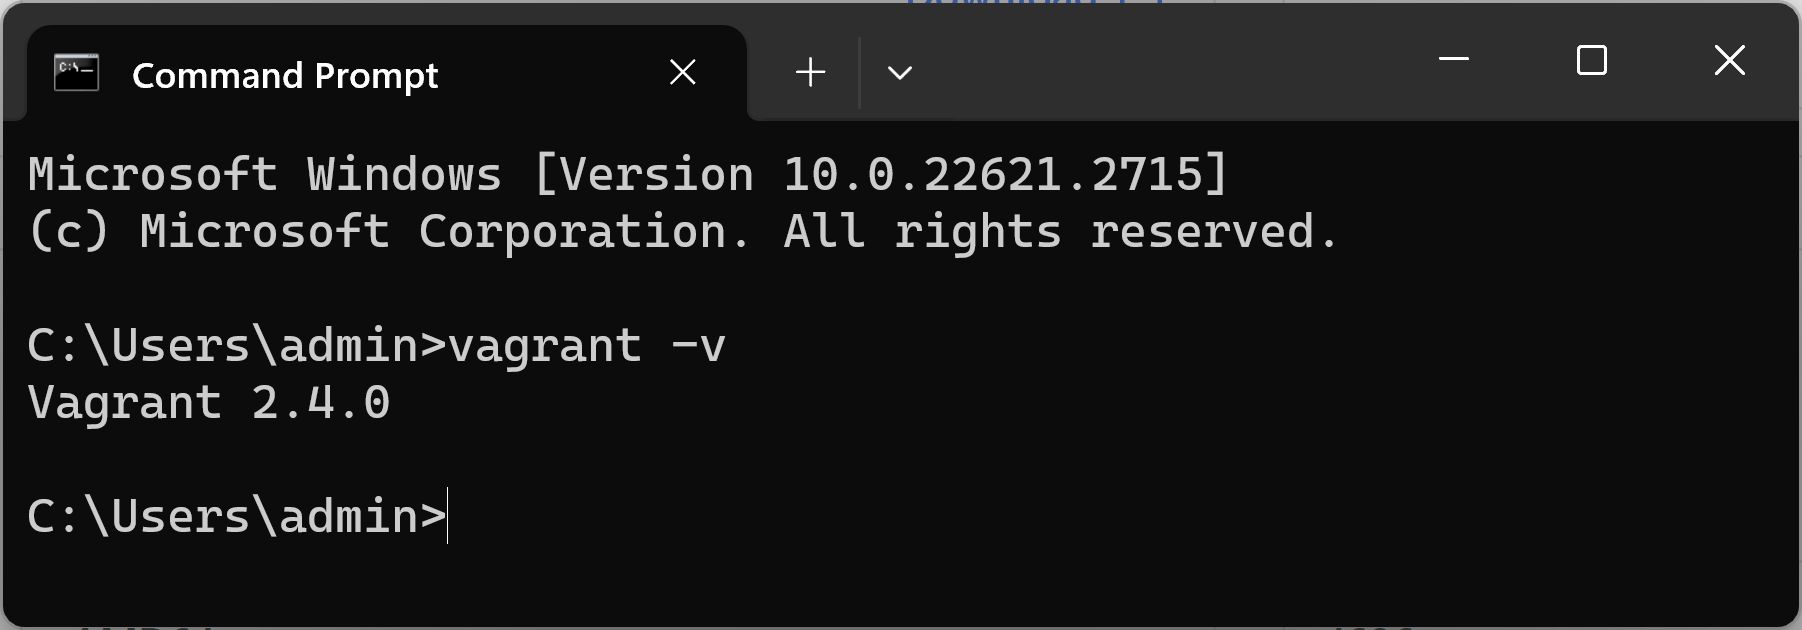 Command Prompt
Microsoft Windows [Version 10.0.22621.2715]
(c) Microsoft Corporation. All rights reserved.
C:\Users\admin>vagrant -v
Vagrant 2.4.0
C:\Users\admin>